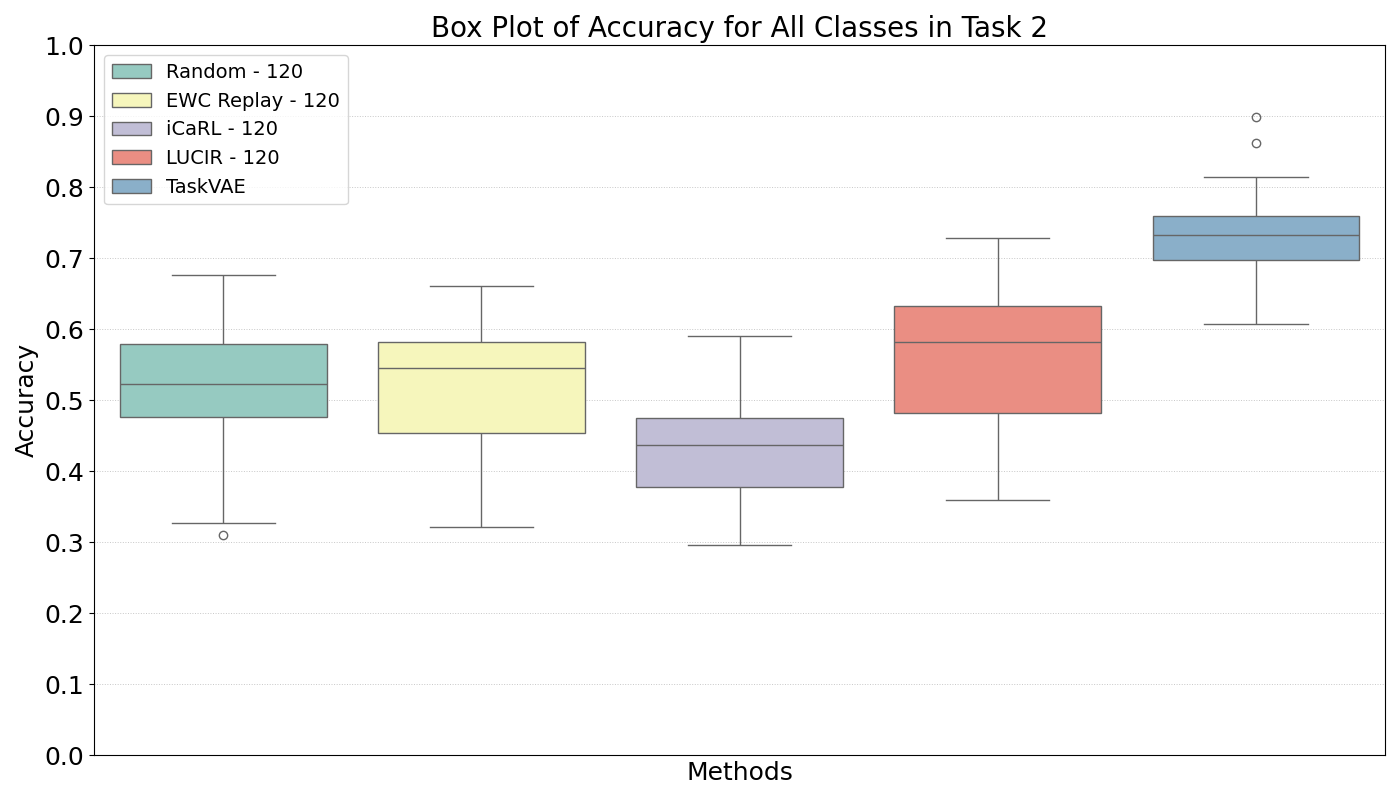 Box Plot of Accuracy for All Classes in Task 2
1.0
0.9
0.8
0.7
0.6
0.5
0.4
0.3
0.2
0.1
0.0
Accuracy
Random - 120
EWC Replay - 120
iCaRL - 120
LUCIR - 120
TaskVAE
Methods